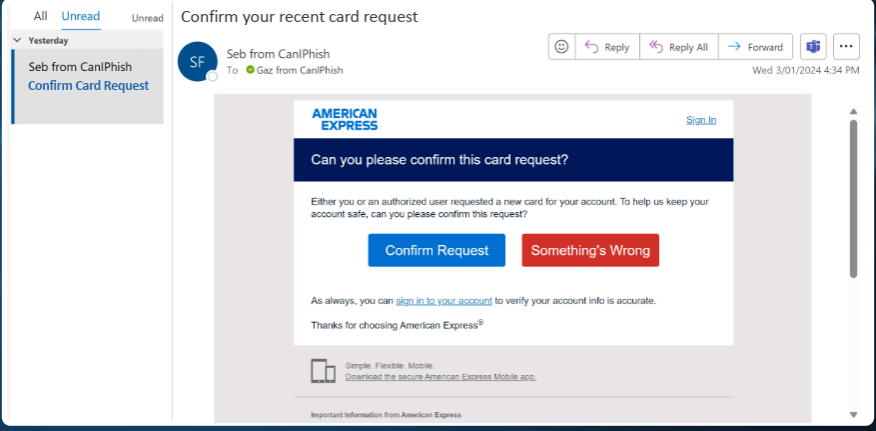 All Unread Unread
Yesterday
Seb from CanIPhish
Confirm Card Request
Confirm your recent card request
SF
Seb from CanIPhish
To Gaz from CanIPhish
Reply Reply All Forward
Wed 3/01/2024 4:34 PM
AMERICAN
EXPRESS
Sign In
Can you please confirm this card request?
Either you or an authorized user requested a new card for your account. To help us keep your
account safe, can you please confirm this request?
Confirm Request
Something's Wrong
As always, you can sign in to your account to verify your account info is accurate.
Thanks for choosing American Express®
Simple. Flexible. Mobile.
Download the secure American Express Mobile app.
Important Information from American Express